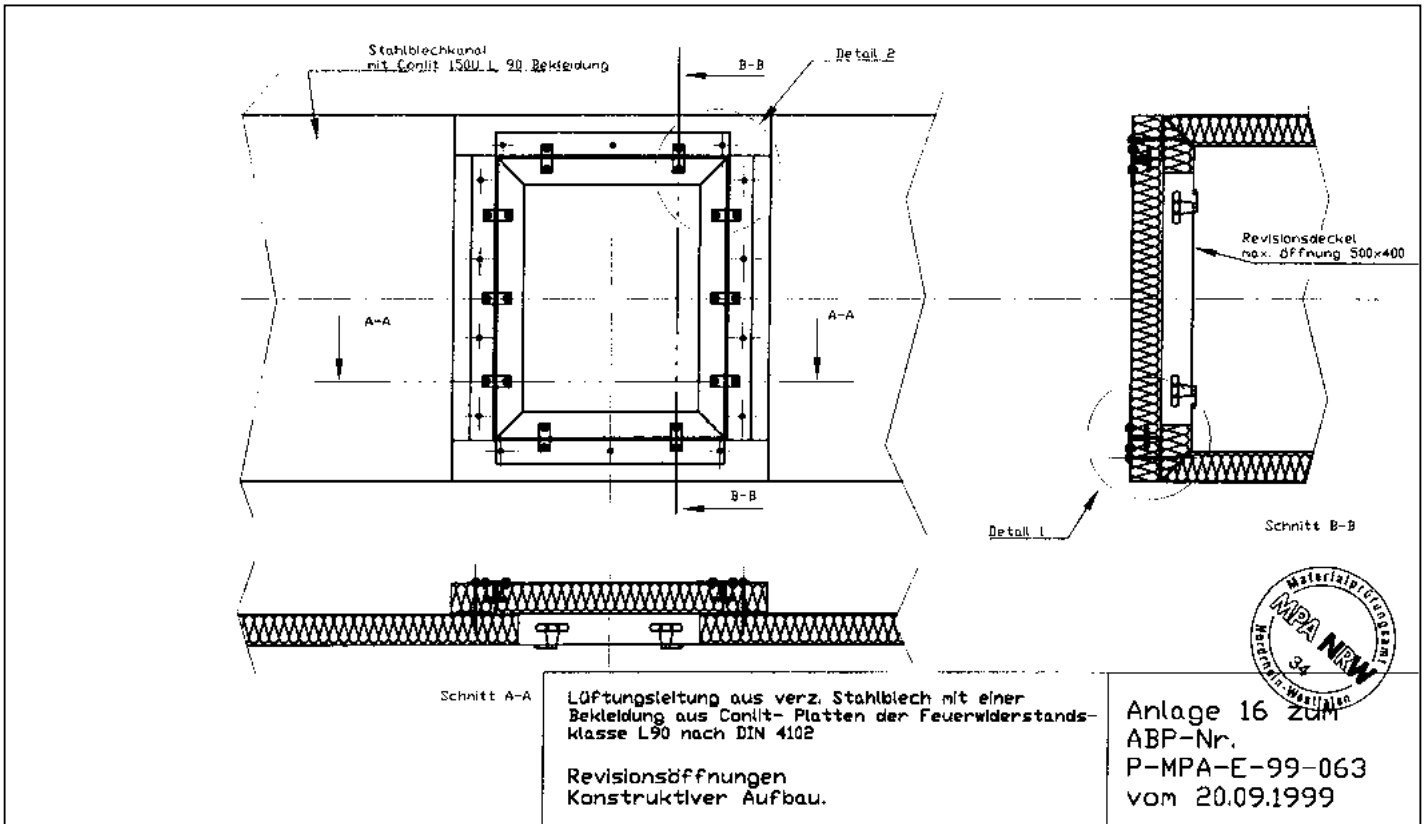 Stahlblechkanal
mit Conlit 150U L 90 Bekleidung
B-B
Detail 2
Revisionsdeckel
max. Öffnung 500x400
A-A
A-A
B-B
Detail 1
Schnitt B-B
Schnitt A-A
Materialprüfungsamt
MPA NRW
34
Nordrhein-Westfalen
Lüftungsleitung aus verz. Stahlblech mit einer
Bekleidung aus Conlit- Platten der Feuerwiderstands-
klasse L90 nach DIN 4102
Revisionsöffnungen
Konstruktiver Aufbau.
Anlage 16 zum
ABP-Nr.
P-MPA-E-99-063
vom 20.09.1999